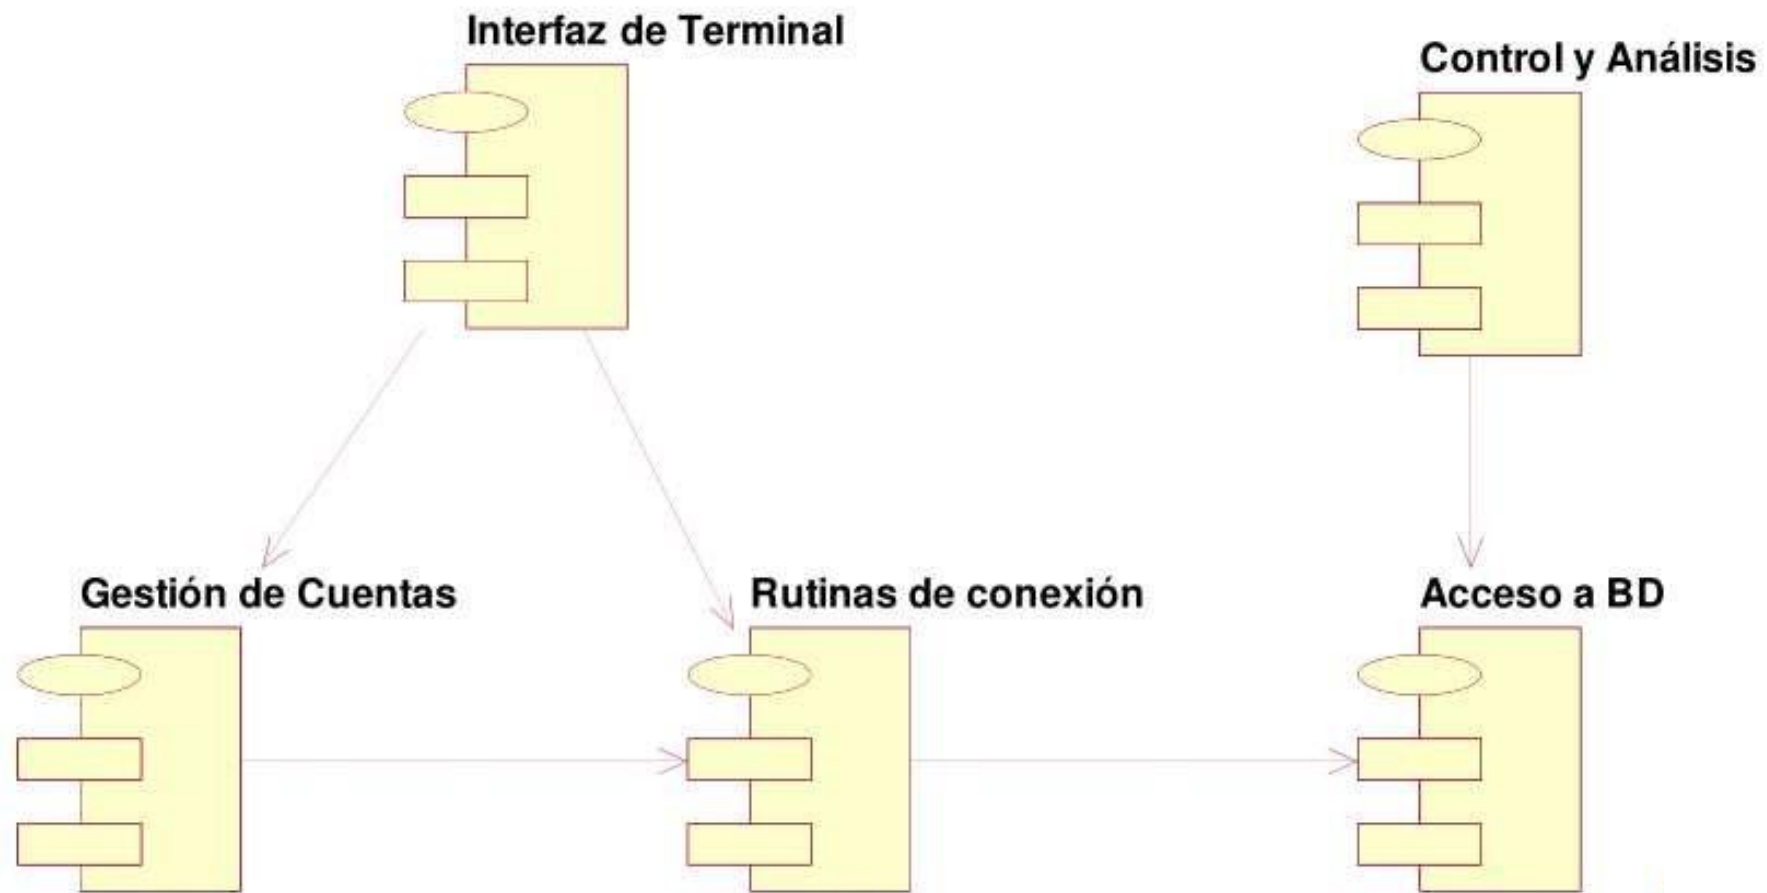 Interfaz de Terminal
Control y Análisis
Gestión de Cuentas
Rutinas de conexión
Acceso a BD